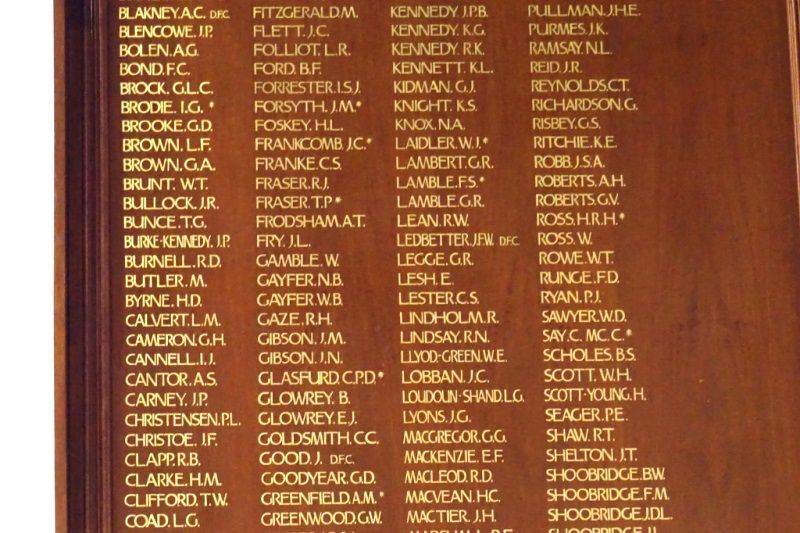 BLAKNEY.A.C. D.F.C.
BLENCOWE.J.P.
BOLEN.A.G.
BOND.F.C.
BROCK.G.L.C.
BRODIE.I.G.*
BROOKE.G.D.
BROWN.L.F.
BROWN.G.A.
BRUNT.W.T.
BULLOCK.J.R.
BUNCE.T.G.
BURKE-KENNEDY.J.P.
BURNELL.R.D.
BUTLER.M.
BYRNE.H.D.
CALVERT.L.M.
CAMERON.G.H.
CANNELL.I.J.
CANTOR.A.S.
CARNEY.J.P.
CHRISTENSEN.P.L.
CHRISTOE.J.F.
CLAPP.R.B.
CLARKE.H.M.
CLIFFORD.T.W.
COAD.L.G.
FITZGERALD.M.
FLETT.J.C.
FOLLIOT.L.R.
FORD.B.F.
FORRESTER.I.S.J.
FORSYTH.J.M.*
FOSKEY.H.L.
FRANKCOMB.J.C.*
FRANKE.C.S.
FRASER.R.J.
FRASER.T.P.*
FRODSHAM.A.T.
FRY.J.L.
GAMBLE.W.
GAYFER.N.B.
GAYFER.W.B.
GAZE.R.H.
GIBSON.J.M.
GIBSON.J.N.
GLASFURD.C.P.D.*
GLOWREY.B.
GLOWREY.E.J.
GOLDSMITH.C.C.
GOOD.J. D.F.C.
GOODYEAR.G.D.
GREENFIELD.A.M.*
GREENWOOD.G.W.
KENNEDY.J.P.B.
KENNEDY.K.G.
KENNEDY.R.K.
KENNETT.K.L.
KIDMAN.G.J.
KNIGHT.K.S.
KNOX.N.A.
LAIDLER.W.J.*
LAMBERT.G.R.
LAMBLE.F.S.*
LAMBLE.G.R.
LEAN.R.W.
LEDBETTER.J.F.W. D.F.C.
LEGGE.G.R.
LESH.E.
LESTER.C.S.
LINDHOLM.R.
LINDSAY.R.N.
LLYOD-GREEN.W.E.
LOBBAN.J.C.
LOUDOUN-SHAND.L.G.
LYONS.J.G.
MACGREGOR.G.G.
MACKENZIE.E.F.
MACLEOD.R.D.
MACVEAN.H.C.
MACTIER.J.H.
PULLMAN.J.H.E.
PURMES.J.K.
RAMSAY.N.L.
REID.J.R.
REYNOLDS.C.T.
RICHARDSON.G.
RISBEY.G.S.
RITCHIE.K.E.
ROBB.J.S.A.
ROBERTS.A.H.
ROBERTS.G.V.
ROSS.H.R.H.*
ROSS.W.
ROWE.W.T.
RUNGE.F.D.
RYAN.P.J.
SAWYER.W.D.
SAY.C.MC.C.*
SCHOLES.B.S.
SCOTT.W.H.
SCOTT-YOUNG.H.
SEAGER.P.E.
SHAW.R.T.
SHELTON.J.T.
SHOOBRIDGE.B.W.
SHOOBRIDGE.F.M.
SHOOBRIDGE.J.D.L.